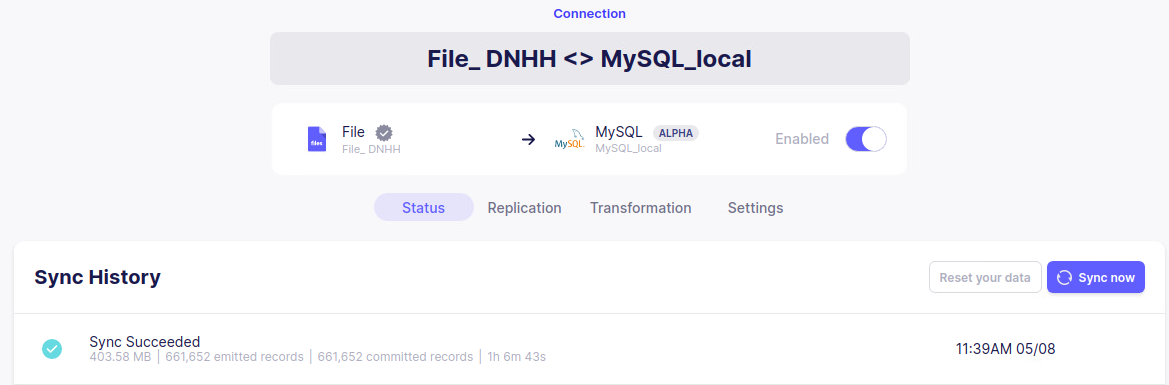 Connection
File_ DNHH <> MySQL_local
File
files
File_ DNHH
MySQL
MySQL ALPHA
MySQL_local
Enabled
Status Replication Transformation Settings
Sync History
Reset your data
Sync now
Sync Succeeded
403.58 MB | 661,652 emitted records | 661,652 committed records | 1h 6m 43s
11:39AM 05/08